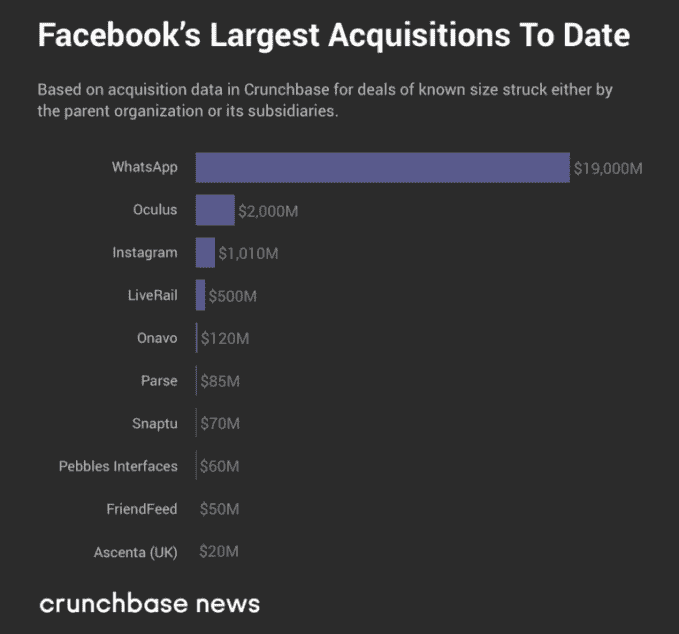 Facebook's Largest Acquisitions To Date
Based on acquisition data in Crunchbase for deals of known size struck either by
the parent organization or its subsidiaries.
WhatsApp $19,000M
Oculus $2,000M
Instagram $1,010M
LiveRail $500M
Onavo $120M
Parse $85M
Snaptu $70M
Pebbles Interfaces $60M
FriendFeed $50M
Ascenta (UK) $20M
crunchbase news